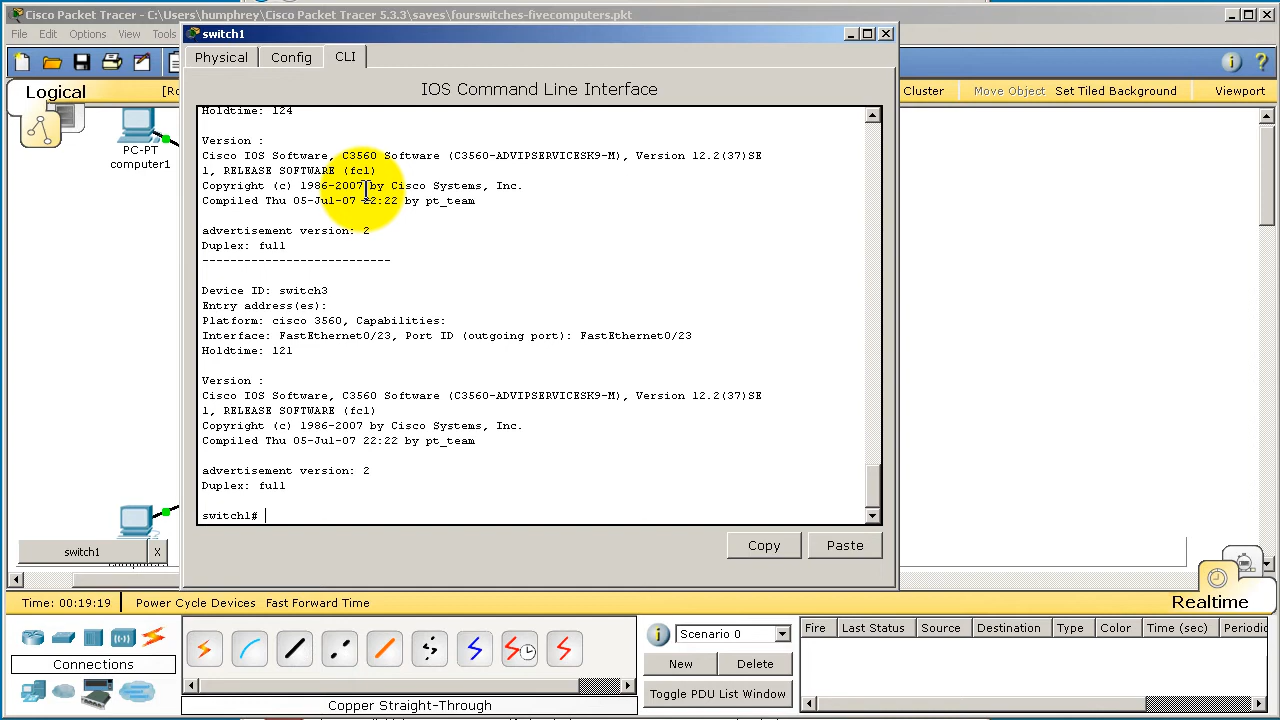 Cisco Packet Tracer - C:\Users\humphrey\Cisco Packet Tracer 5.3.3\saves\fourswitches-fivecomputers.pkt
File Edit Options View Tools
switch1
Physical Config CLI
Logical
[Ro
Cluster
Move Object
Set Tiled Background
Viewport
IOS Command Line Interface
PC-PT
computer1
Holdtime: 124
Version :
Cisco IOS Software, C3560 Software (C3560-ADVIPSERVICESK9-M), Version 12.2(37)SE
1, RELEASE SOFTWARE (fc1)
Copyright (c) 1986-2007 by Cisco Systems, Inc.
Compiled Thu 05-Jul-07 22:22 by pt_team
advertisement version: 2
Duplex: full
---------------------------
Device ID: switch3
Entry address(es):
Platform: cisco 3560, Capabilities:
Interface: FastEthernet0/23, Port ID (outgoing port): FastEthernet0/23
Holdtime: 121
Version :
Cisco IOS Software, C3560 Software (C3560-ADVIPSERVICESK9-M), Version 12.2(37)SE
1, RELEASE SOFTWARE (fc1)
Copyright (c) 1986-2007 by Cisco Systems, Inc.
Compiled Thu 05-Jul-07 22:22 by pt_team
advertisement version: 2
Duplex: full
switch1#
Copy Paste
switch1 X
Time: 00:19:19 Power Cycle Devices Fast Forward Time
Realtime
Connections
Copper Straight-Through
Scenario 0
New Delete
Toggle PDU List Window
Fire Last Status Source Destination Type Color Time (sec) Periodic